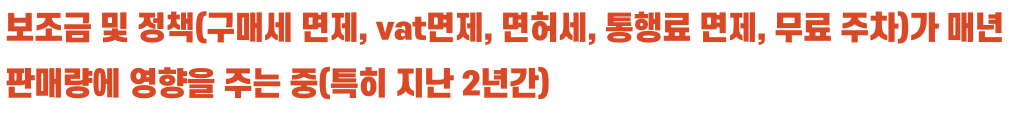 보조금 및 정책(구매세 면제, vat면제, 면허세, 통행료 면제, 무료 주차)가 매년
판매량에 영향을 주는 중(특히 지난 2년간)